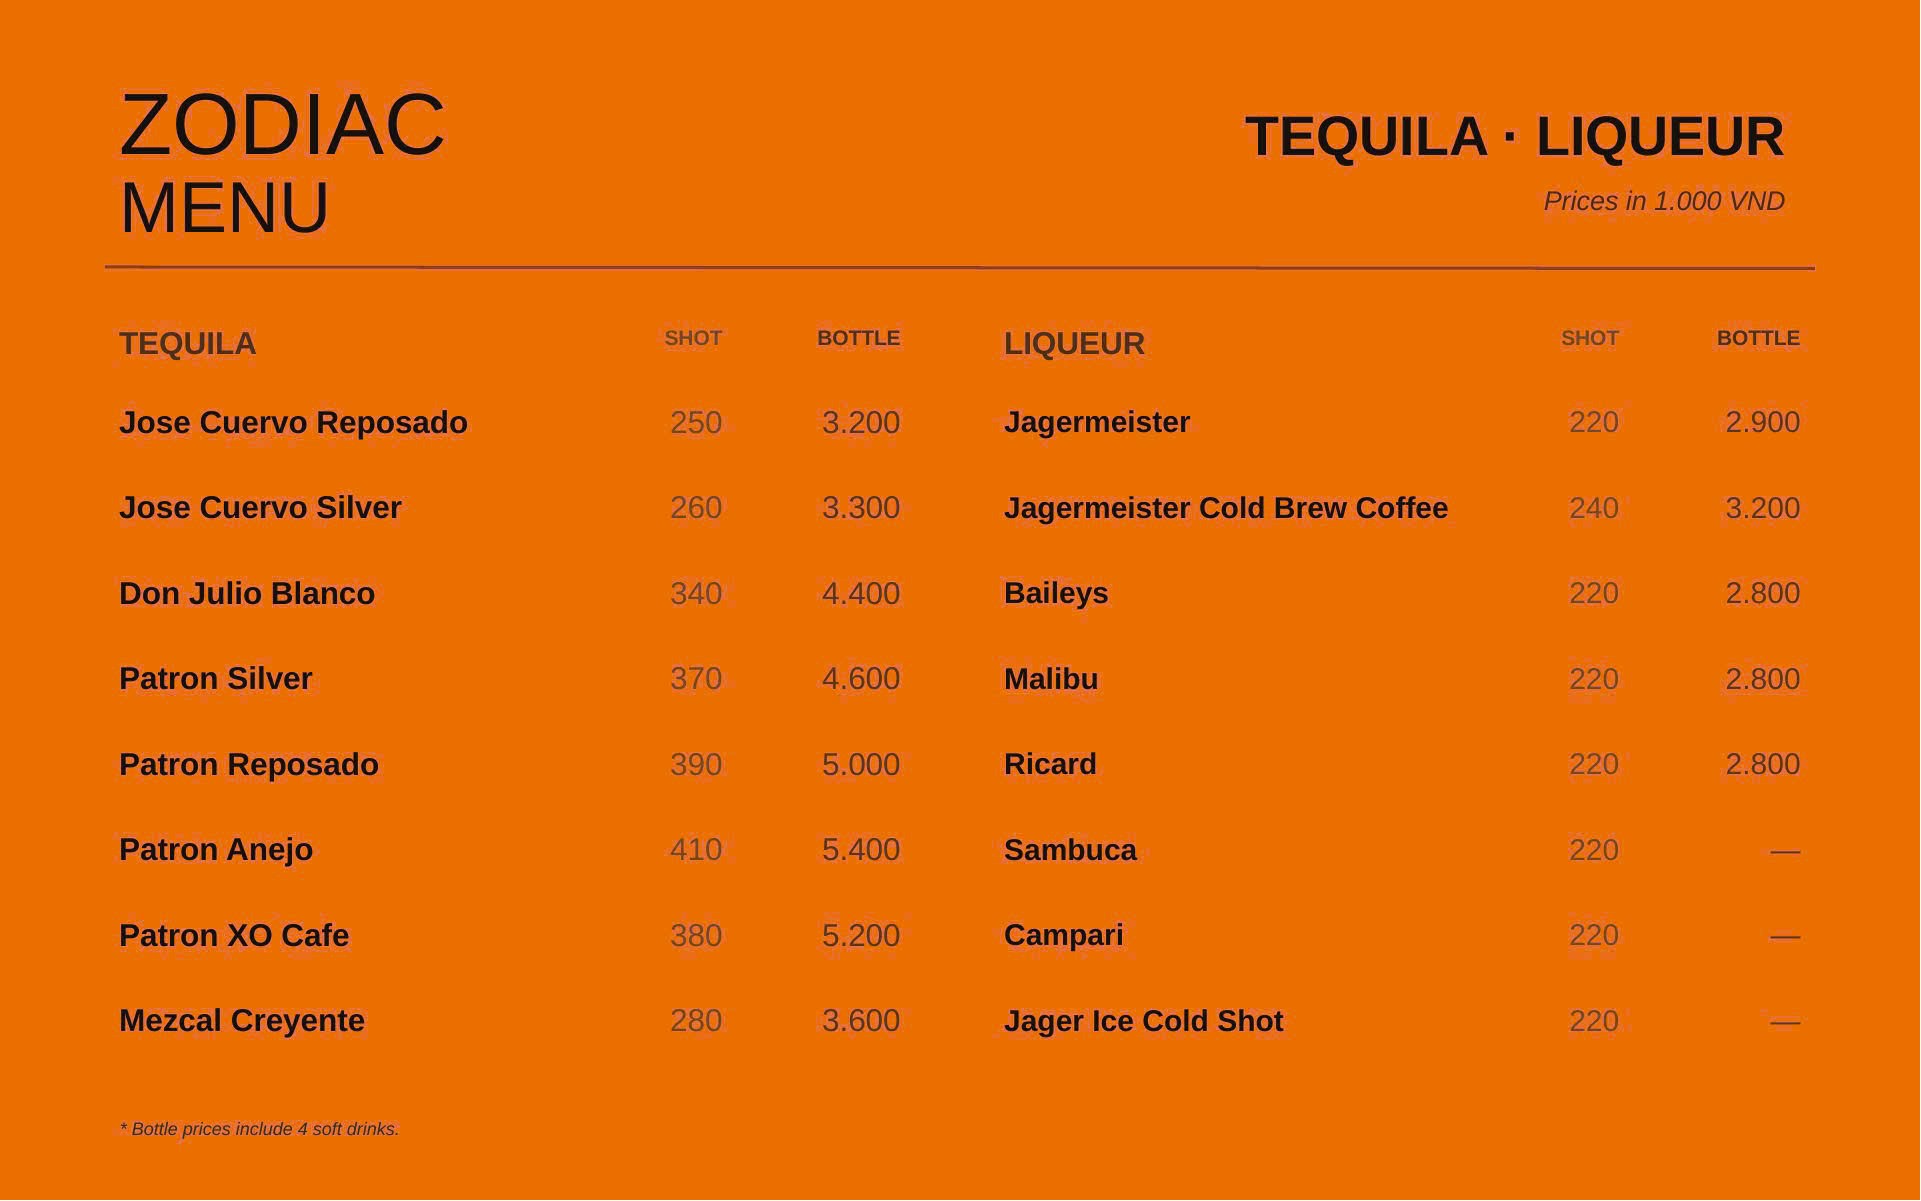 ZODIAC
MENU
TEQUILA · LIQUEUR
Prices in 1.000 VND
TEQUILA SHOT BOTTLE
Jose Cuervo Reposado 250 3.200
Jose Cuervo Silver 260 3.300
Don Julio Blanco 340 4.400
Patron Silver 370 4.600
Patron Reposado 390 5.000
Patron Anejo 410 5.400
Patron XO Cafe 380 5.200
Mezcal Creyente 280 3.600
LIQUEUR SHOT BOTTLE
Jagermeister 220 2.900
Jagermeister Cold Brew Coffee 240 3.200
Baileys 220 2.800
Malibu 220 2.800
Ricard 220 2.800
Sambuca 220 —
Campari 220 —
Jager Ice Cold Shot 220 —
* Bottle prices include 4 soft drinks.